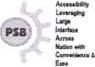 PSB
Accessibility
Leveraging
Large
Interface
Across
Nation with
Convenience &
Ease